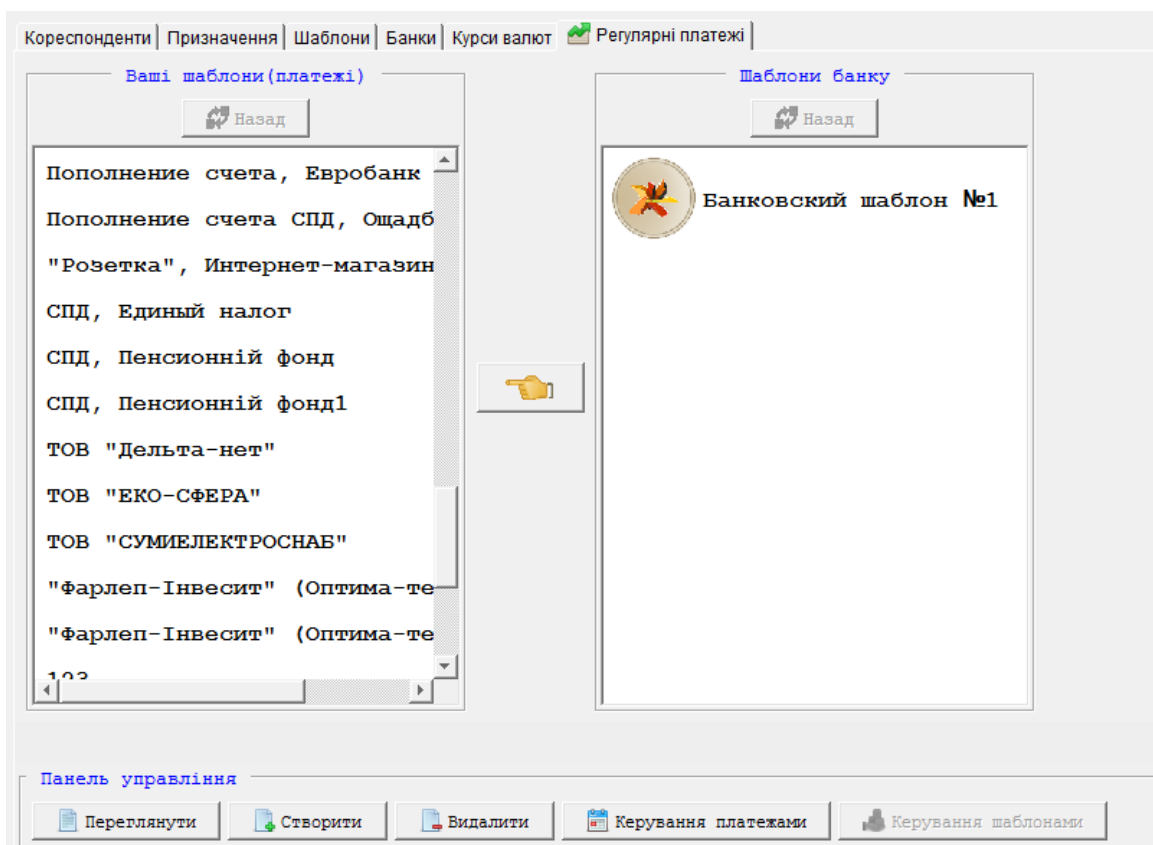 Кореспонденти Призначення Шаблони Банки Курси валют Регулярні платежі
Ваші шаблони(платежі)
Назад
Пополнение счета, Евробанк
Пополнение счета СПД, Ощадб
"Розетка", Интернет-магазин
СПД, Единый налог
СПД, Пенсионній фонд
СПД, Пенсионній фонд1
ТОВ "Дельта-нет"
ТОВ "ЕКО-СФЕРА"
ТОВ "СУМИЕЛЕКТРОСНАБ"
"Фарлеп-Інвесит" (Оптима-те
"Фарлеп-Інвесит" (Оптима-те
123
Шаблони банку
Назад
Банковский шаблон №1
Панель управління
Переглянути Створити Видалити Керування платежами Керування шаблонами